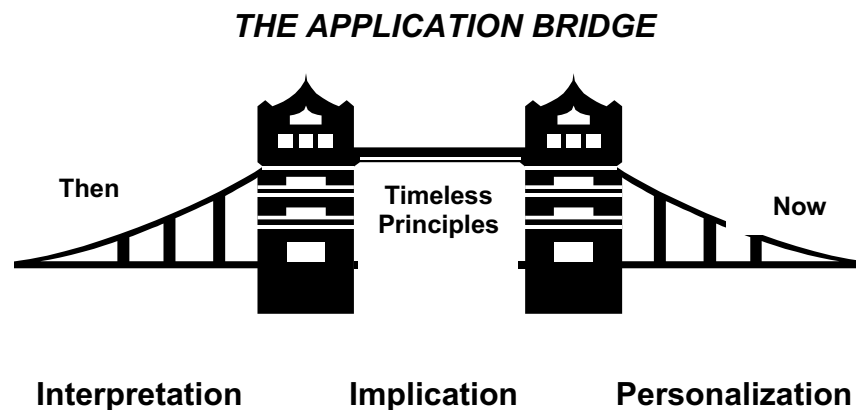 THE APPLICATION BRIDGE
Then
Timeless
Principles
Now
Interpretation
Implication
Personalization